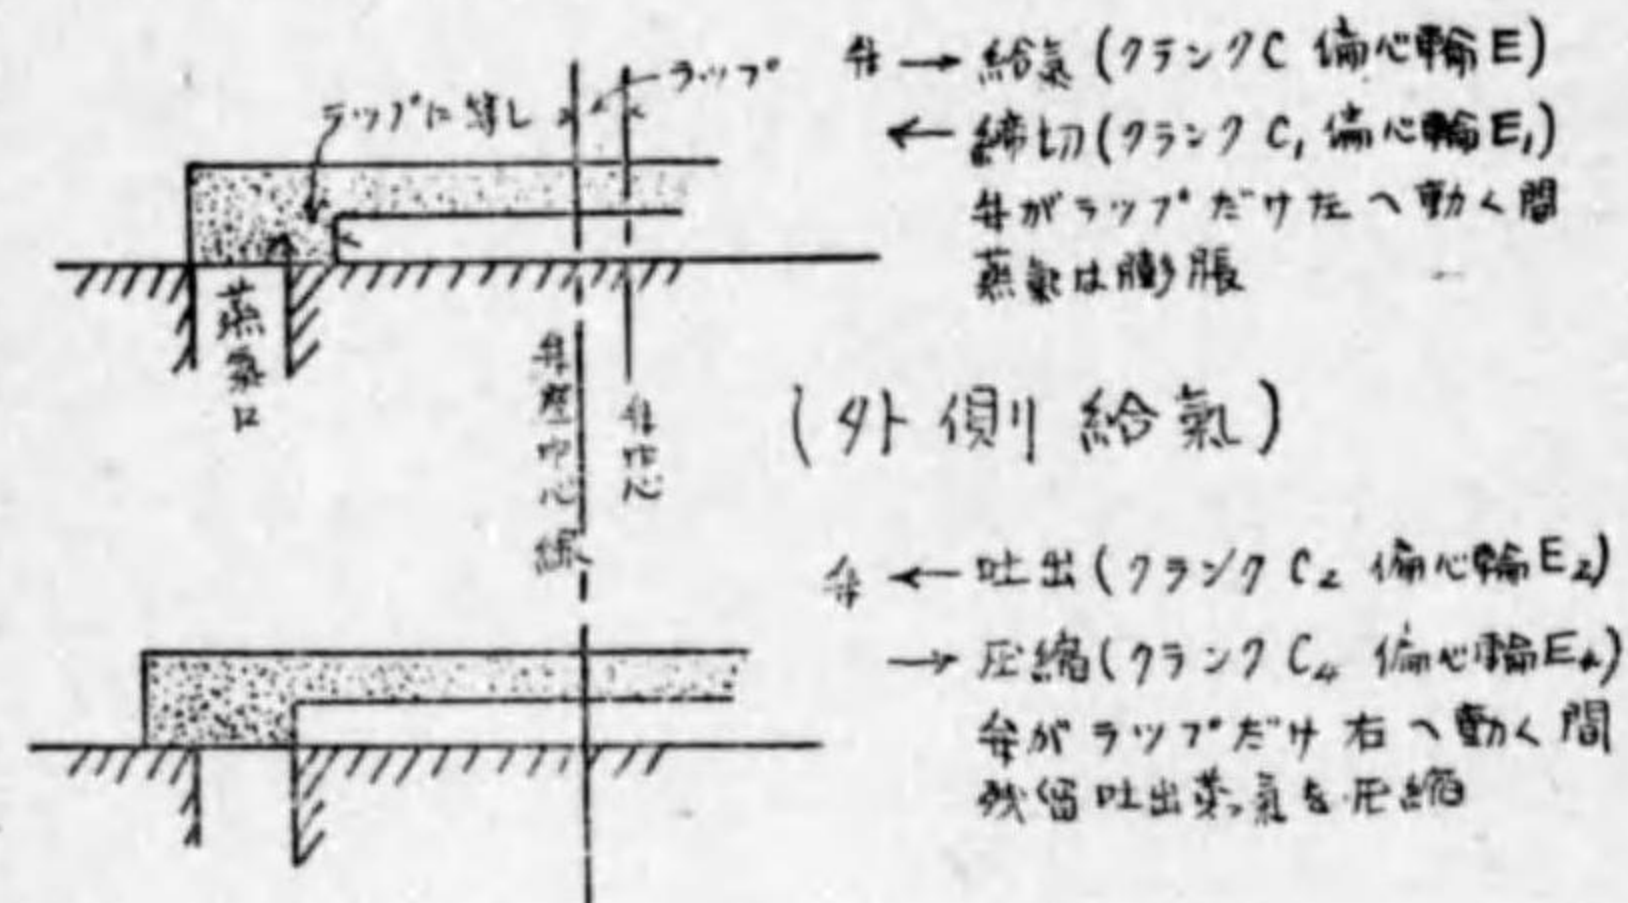 ラップ
ラップに等し
弁 → 給氣 (クランクC 偏心輪E)
← 締切 (クランクC₁ 偏心輪E₁)
弁がラップだけ左へ動く間
蒸氣は膨脹
蒸氣口
弁座中心線
弁中心
(外側給氣)
弁 ← 吐出 (クランクC₂ 偏心輪E₂)
→ 圧縮 (クランクC₄ 偏心輪E₄)
弁がラップだけ右へ動く間
残留吐出蒸氣を圧縮